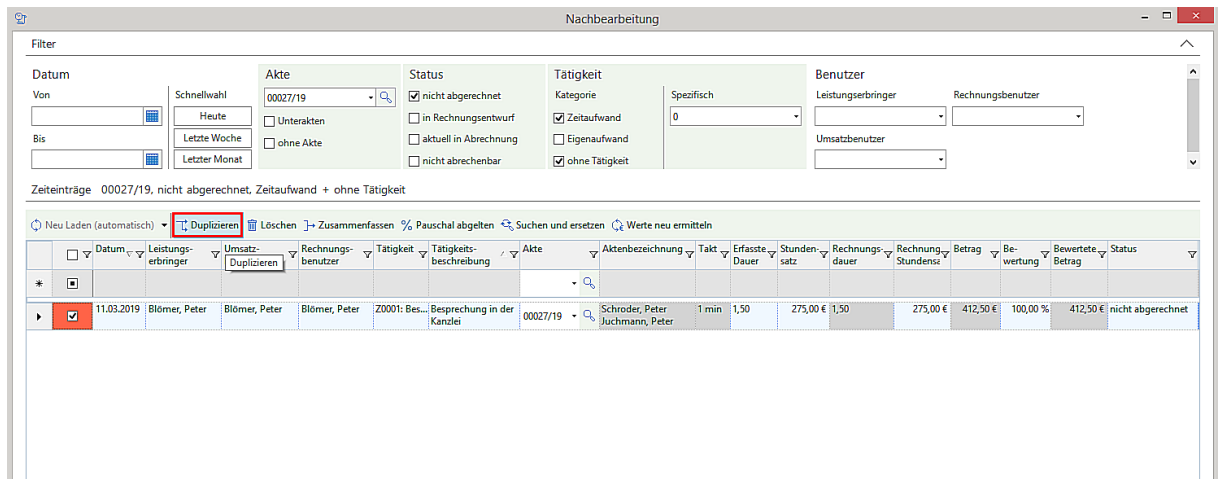 Nachbearbeitung
Filter
Datum
Akte
Status
Tätigkeit
Benutzer
Von
Schnellwahl
00027/19
nicht abgerechnet
Kategorie
Spezifisch
Leistungserbringer
Rechnungsbenutzer
Heute
Unterakten
in Rechnungsentwurf
Zeitaufwand
0
Bis
Letzte Woche
ohne Akte
aktuell in Abrechnung
Eigenaufwand
Umsatzbenutzer
Letzter Monat
nicht abrechenbar
ohne Tätigkeit
Zeiteinträge 00027/19, nicht abgerechnet, Zeitaufwand + ohne Tätigkeit
Neu Laden (automatisch) Duplizieren Löschen Zusammenfassen Pauschal abgelten Suchen und ersetzen Werte neu ermitteln
Datum
Leistungs-
erbringer
Umsatz-
Duplizieren
Rechnungs-
benutzer
Tätigkeit
Tätigkeits-
beschreibung
Akte
Aktenbezeichnung
Takt
Erfasste
Dauer
Stunden-
satz
Rechnungs-
dauer
Rechnung
Stundensa
Betrag
Be-
wertung
Bewertete
Betrag
Status
11.03.2019
Blömer, Peter
Blömer, Peter
Blömer, Peter
Z0001: Bes...
Besprechung in der
Kanzlei
00027/19
Schroder, Peter
Juchmann, Peter
1 min
1,50
275,00 €
1,50
275,00 €
412,50 €
100,00 %
412,50 €
nicht abgerechnet